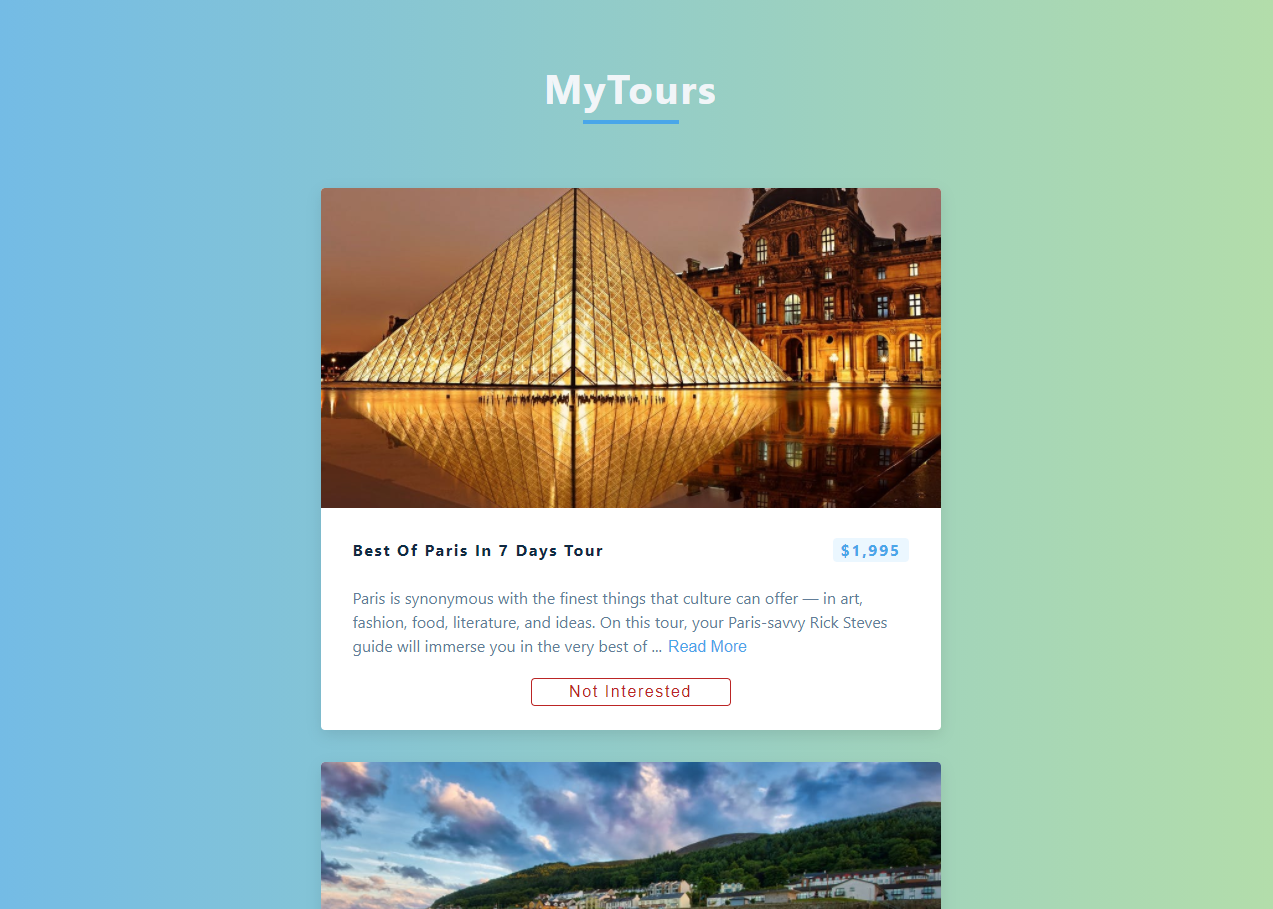 MyTours
Best Of Paris In 7 Days Tour
$1,995
Paris is synonymous with the finest things that culture can offer — in art,
fashion, food, literature, and ideas. On this tour, your Paris-savvy Rick Steves
guide will immerse you in the very best of ... Read More
Not Interested